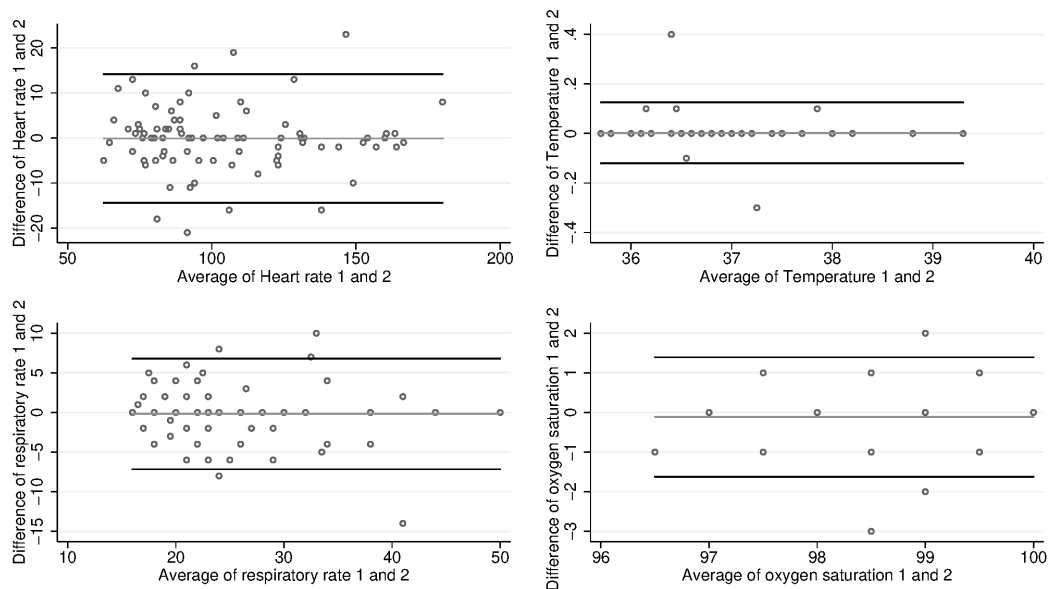 Difference of Heart rate 1 and 2
20
10
0
−10
−20
50 100 150 200
Average of Heart rate 1 and 2
Difference of Temperature 1 and 2
.4
.2
0
−.2
−.4
36 37 38 39 40
Average of Temperature 1 and 2
Difference of respiratory rate 1 and 2
10
5
0
−5
−10
−15
10 20 30 40 50
Average of respiratory rate 1 and 2
Difference of oxygen saturation 1 and 2
2
1
0
−1
−2
−3
96 97 98 99 100
Average of oxygen saturation 1 and 2